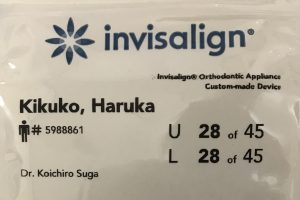 invisalign®
Invisalign® Orthodontic Appliance
Custom-made Device
Kikuko, Haruka
# 5988861
U 28 of 45
L 28 of 45
Dr. Koichiro Suga